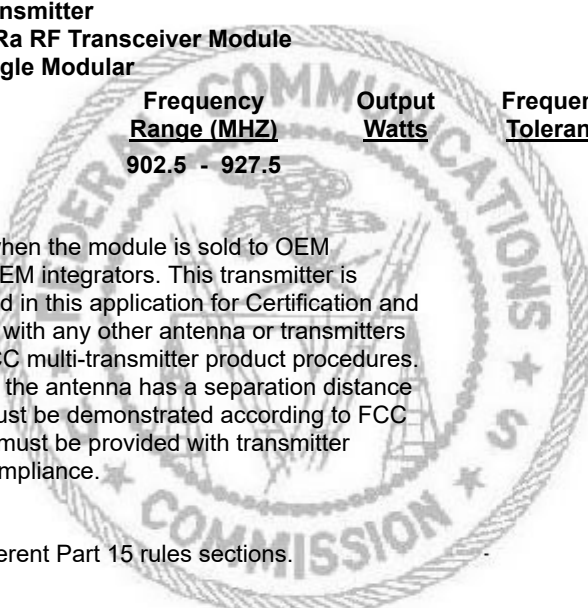 nsmitter
Ra RF Transceiver Module
gle Modular
Frequency Output Frequen
Range (MHZ) Watts Toleran
902.5 - 927.5
when the module is sold to OEM
EM integrators. This transmitter is
d in this application for Certification and
with any other antenna or transmitters
CC multi-transmitter product procedures.
the antenna has a separation distance
ust be demonstrated according to FCC
must be provided with transmitter
mpliance.
erent Part 15 rules sections.
-
FEDERAL COMMUNICATIONS COMMISSION